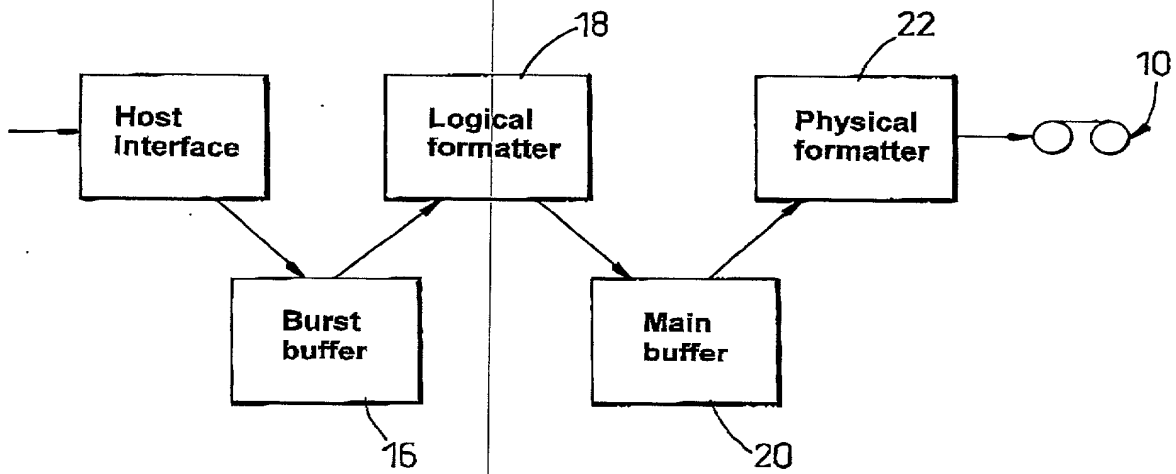 18
22
10
Host
Interface
Logical
formatter
Physical
formatter
Burst
buffer
Main
buffer
16
20